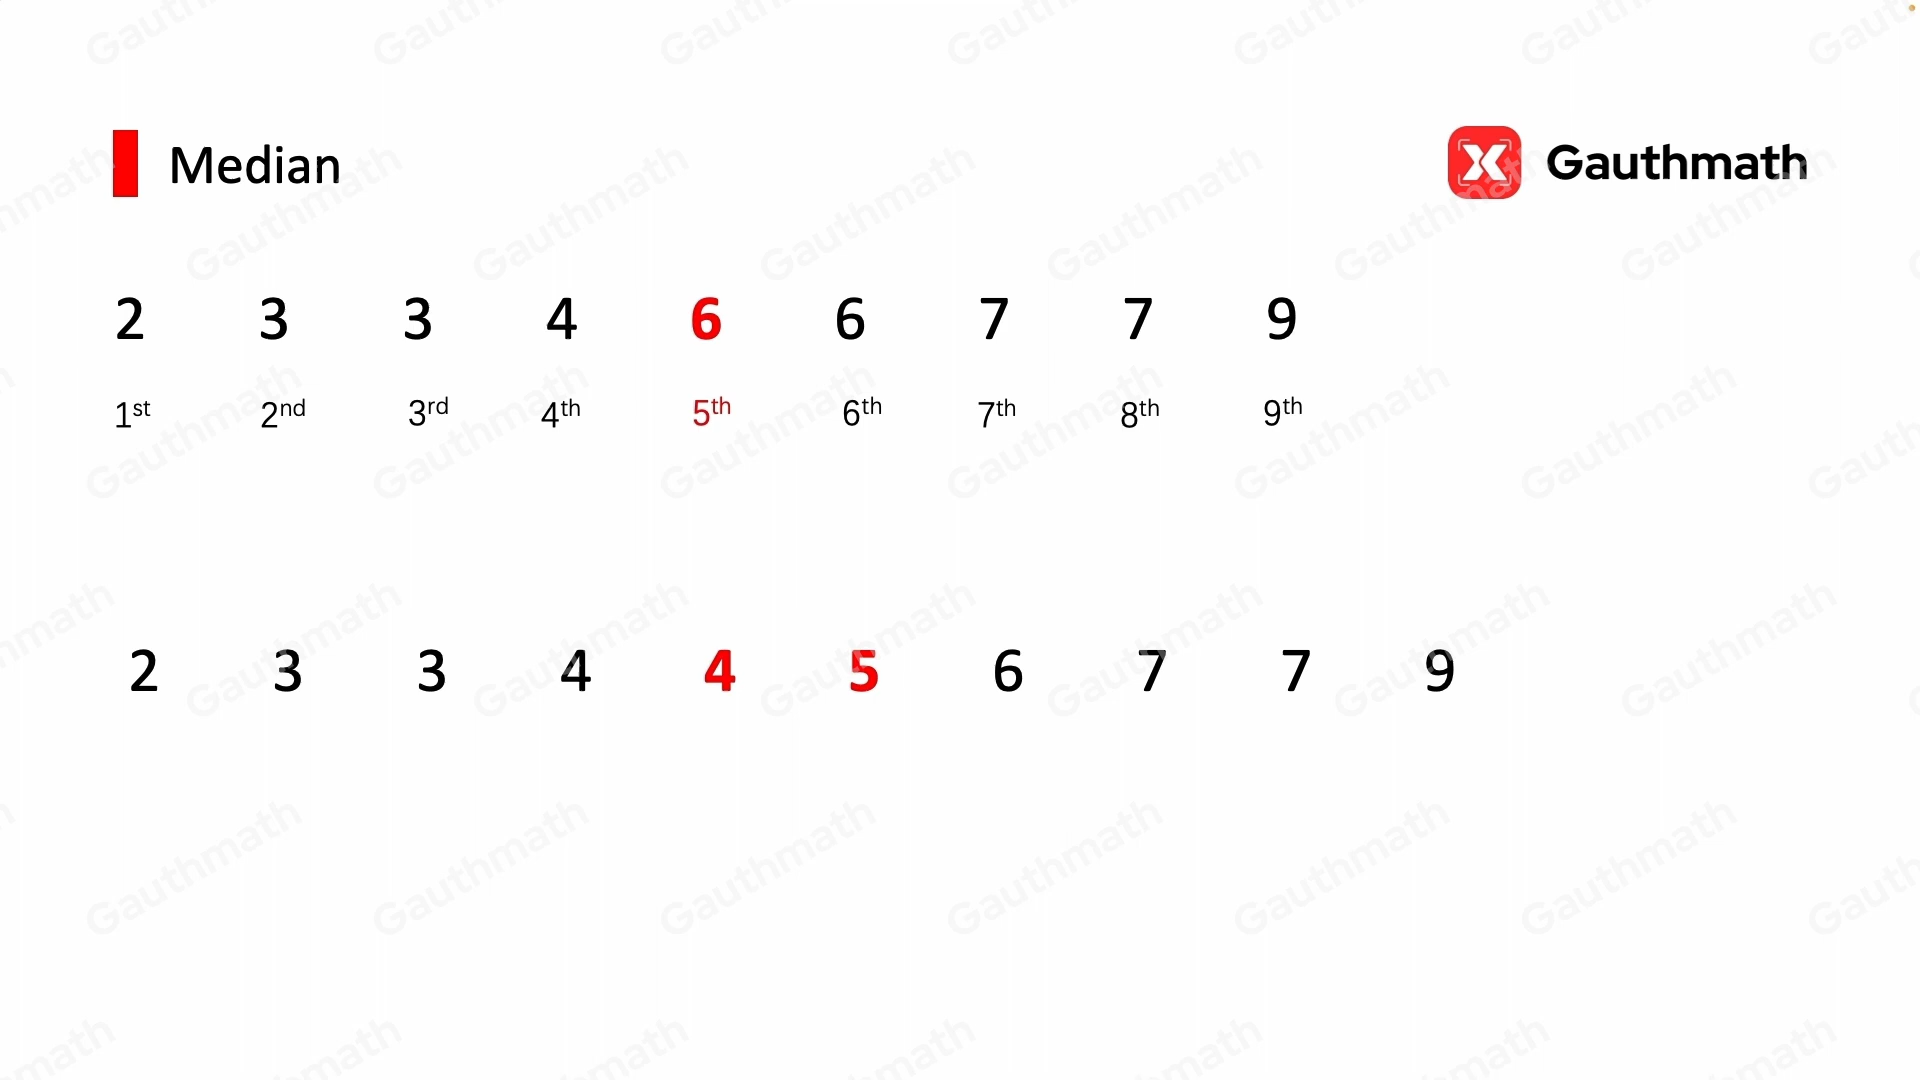 Median
Gauthmath
2 3 3 4 6 6 7 7 9
1st 2nd 3rd 4th 5th 6th 7th 8th 9th
2 3 3 4 4 5 6 7 7 9